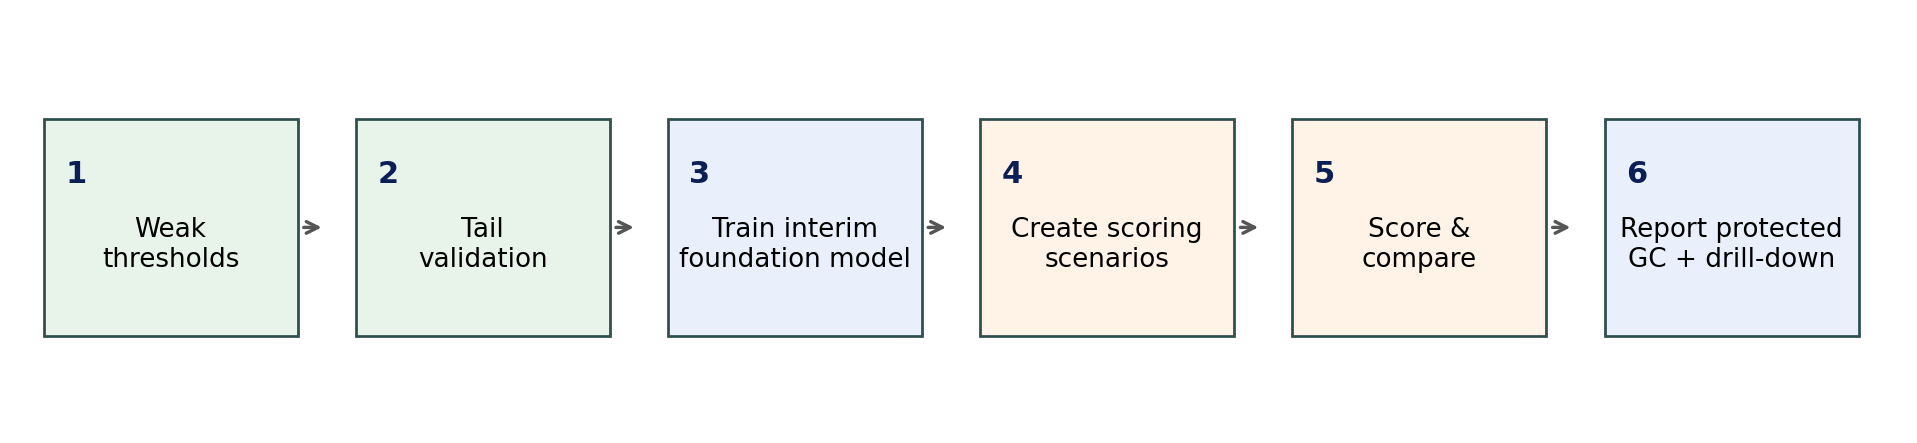 1
Weak
thresholds
2
Tail
validation
3
Train interim
foundation model
4
Create scoring
scenarios
5
Score &
compare
6
Report protected
GC + drill-down